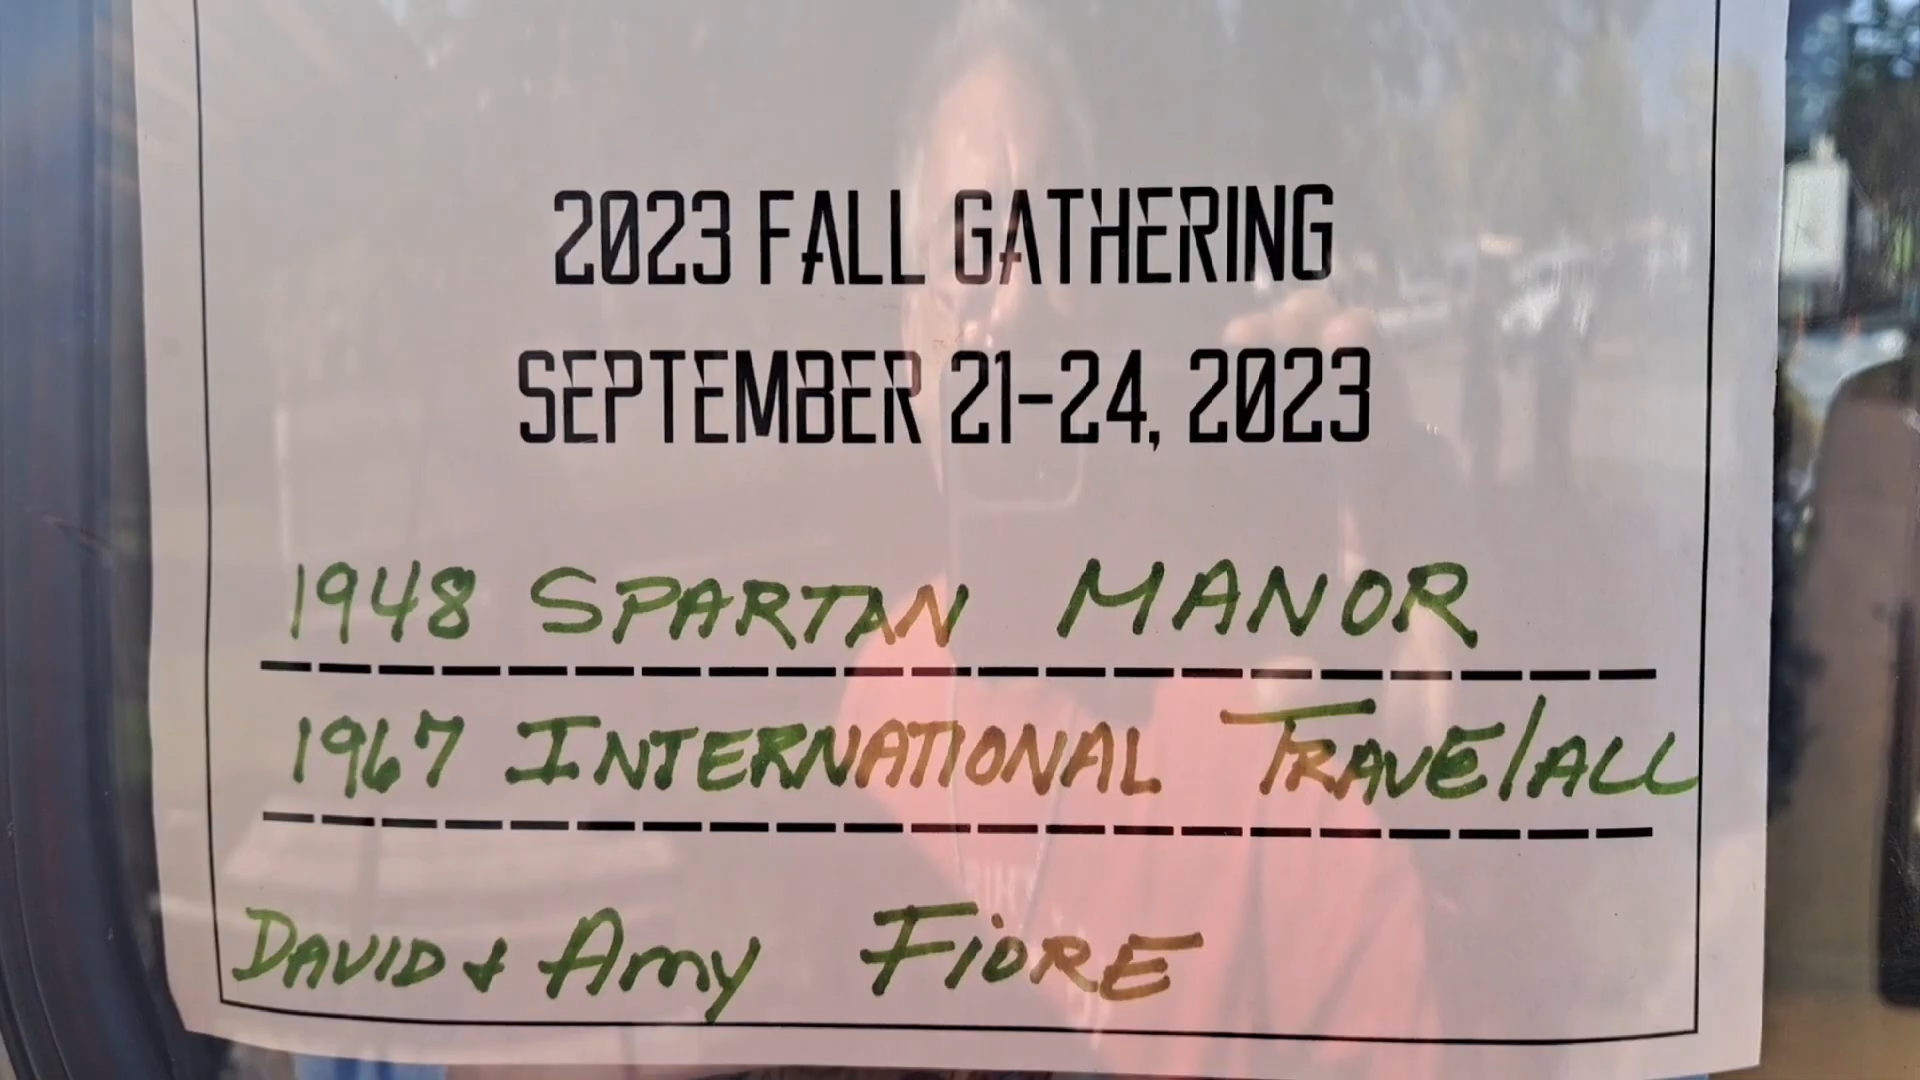 2023 FALL GATHERING
SEPTEMBER 21-24, 2023
1948 SPARTAN MANOR
1967 INTERNATIONAL TRAVElALL
DAVID + Amy FiORE